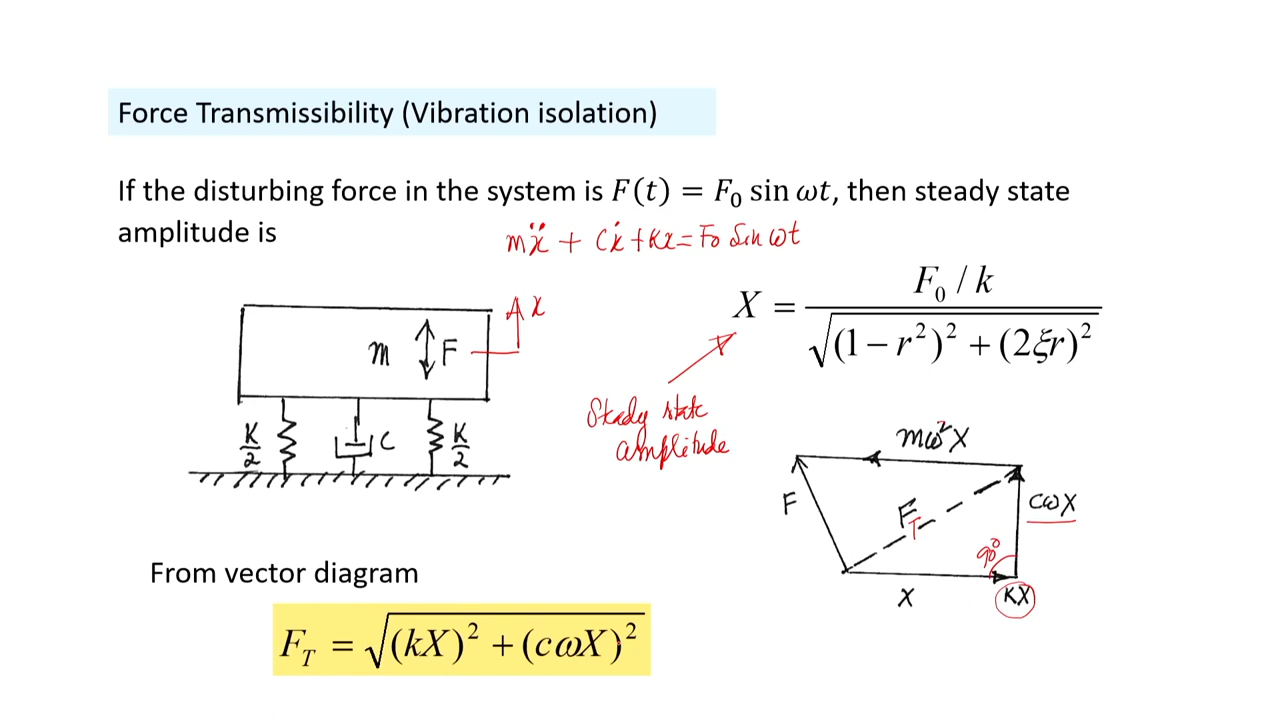 Force Transmissibility (Vibration isolation)
If the disturbing force in the system is F(t) = F₀ sin ωt, then steady state
amplitude is
mẍ + cẋ + Kx = F₀ Sin ωt
X = F₀ / k / √((1 − r²)² + (2ξr)²)
x
m F
K/2 C K/2
Steady state
amplitude
mω²X
F
F_T
cωX
90°
X
KX
From vector diagram
F_T = √((kX)² + (cωX)²)